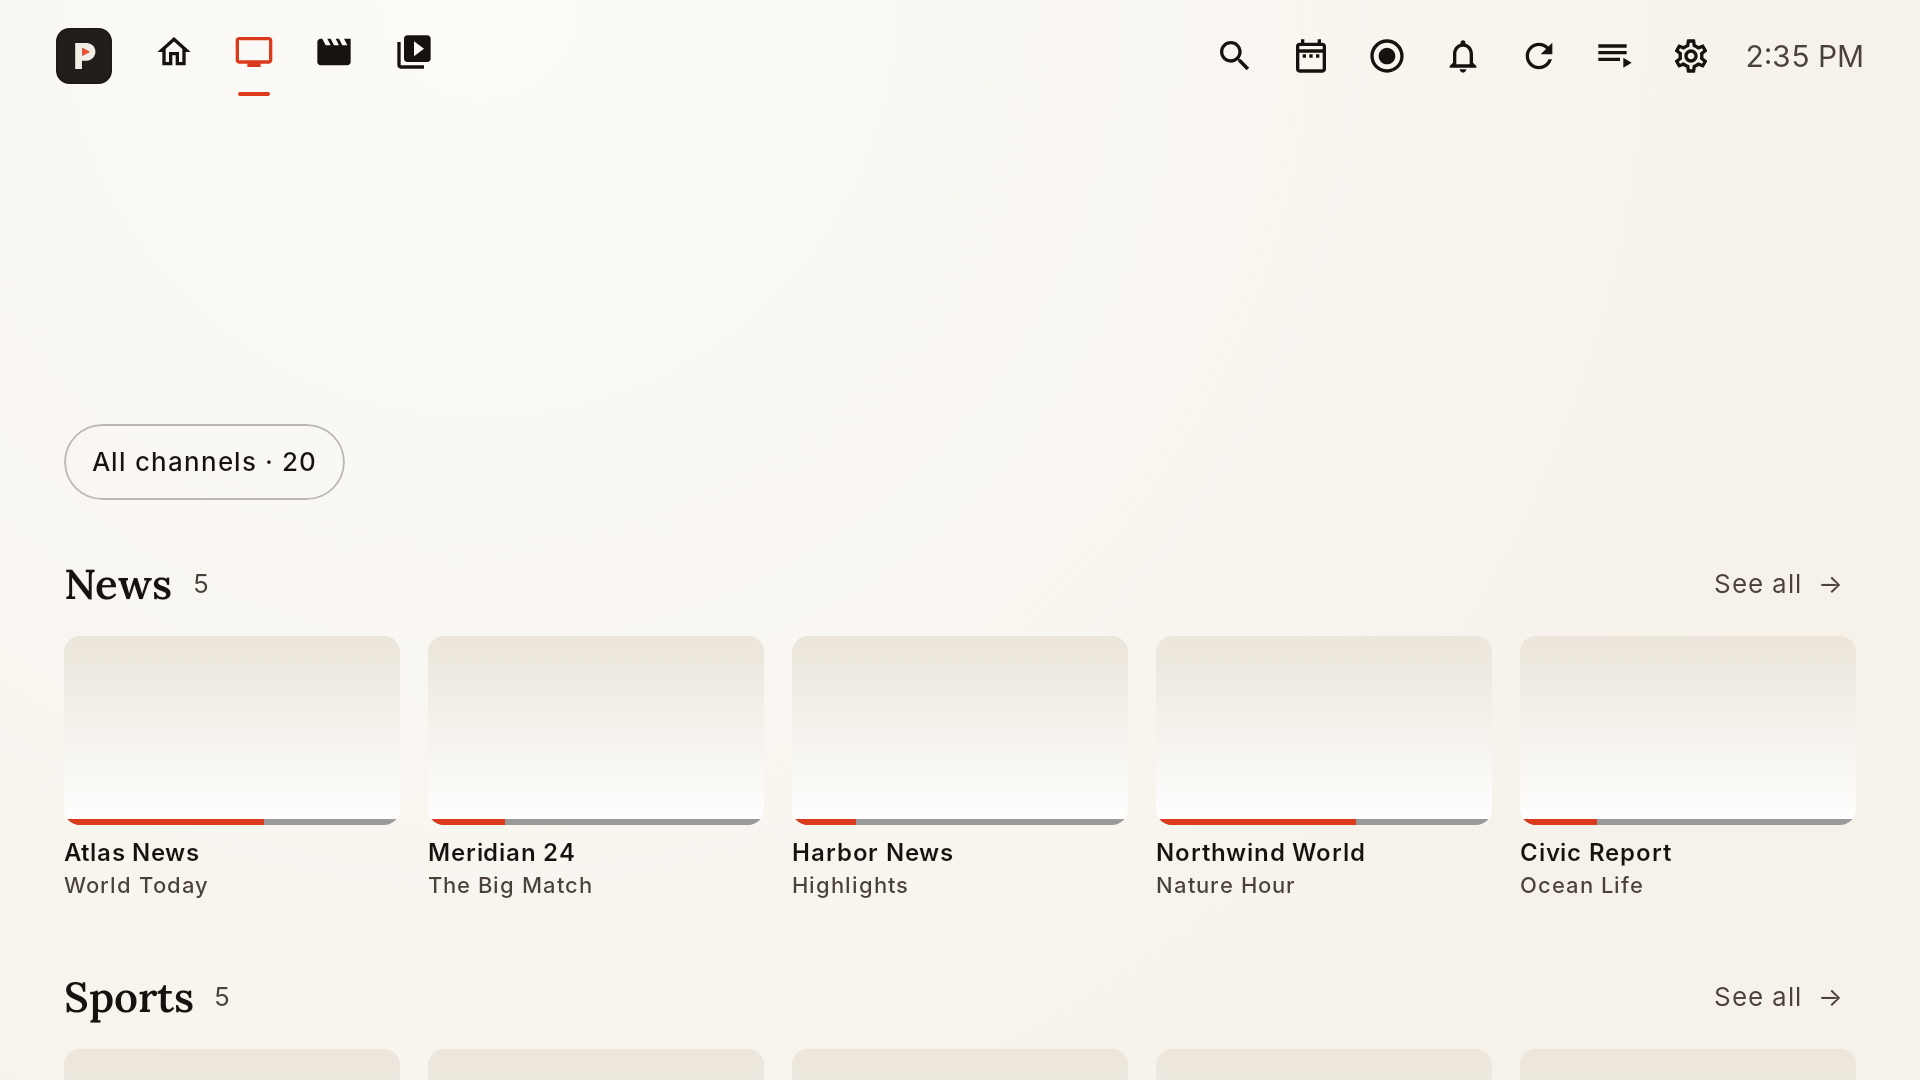 P
2:35 PM
All channels · 20
News 5
See all →
Atlas News
World Today
Meridian 24
The Big Match
Harbor News
Highlights
Northwind World
Nature Hour
Civic Report
Ocean Life
Sports 5
See all →